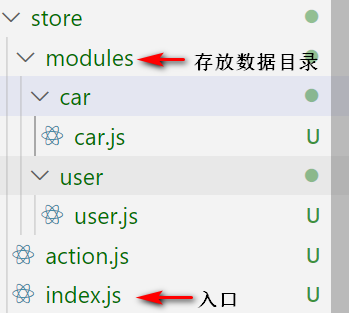 store
modules 存放数据目录
car
car.js U
user
user.js U
action.js U
index.js 入口 U